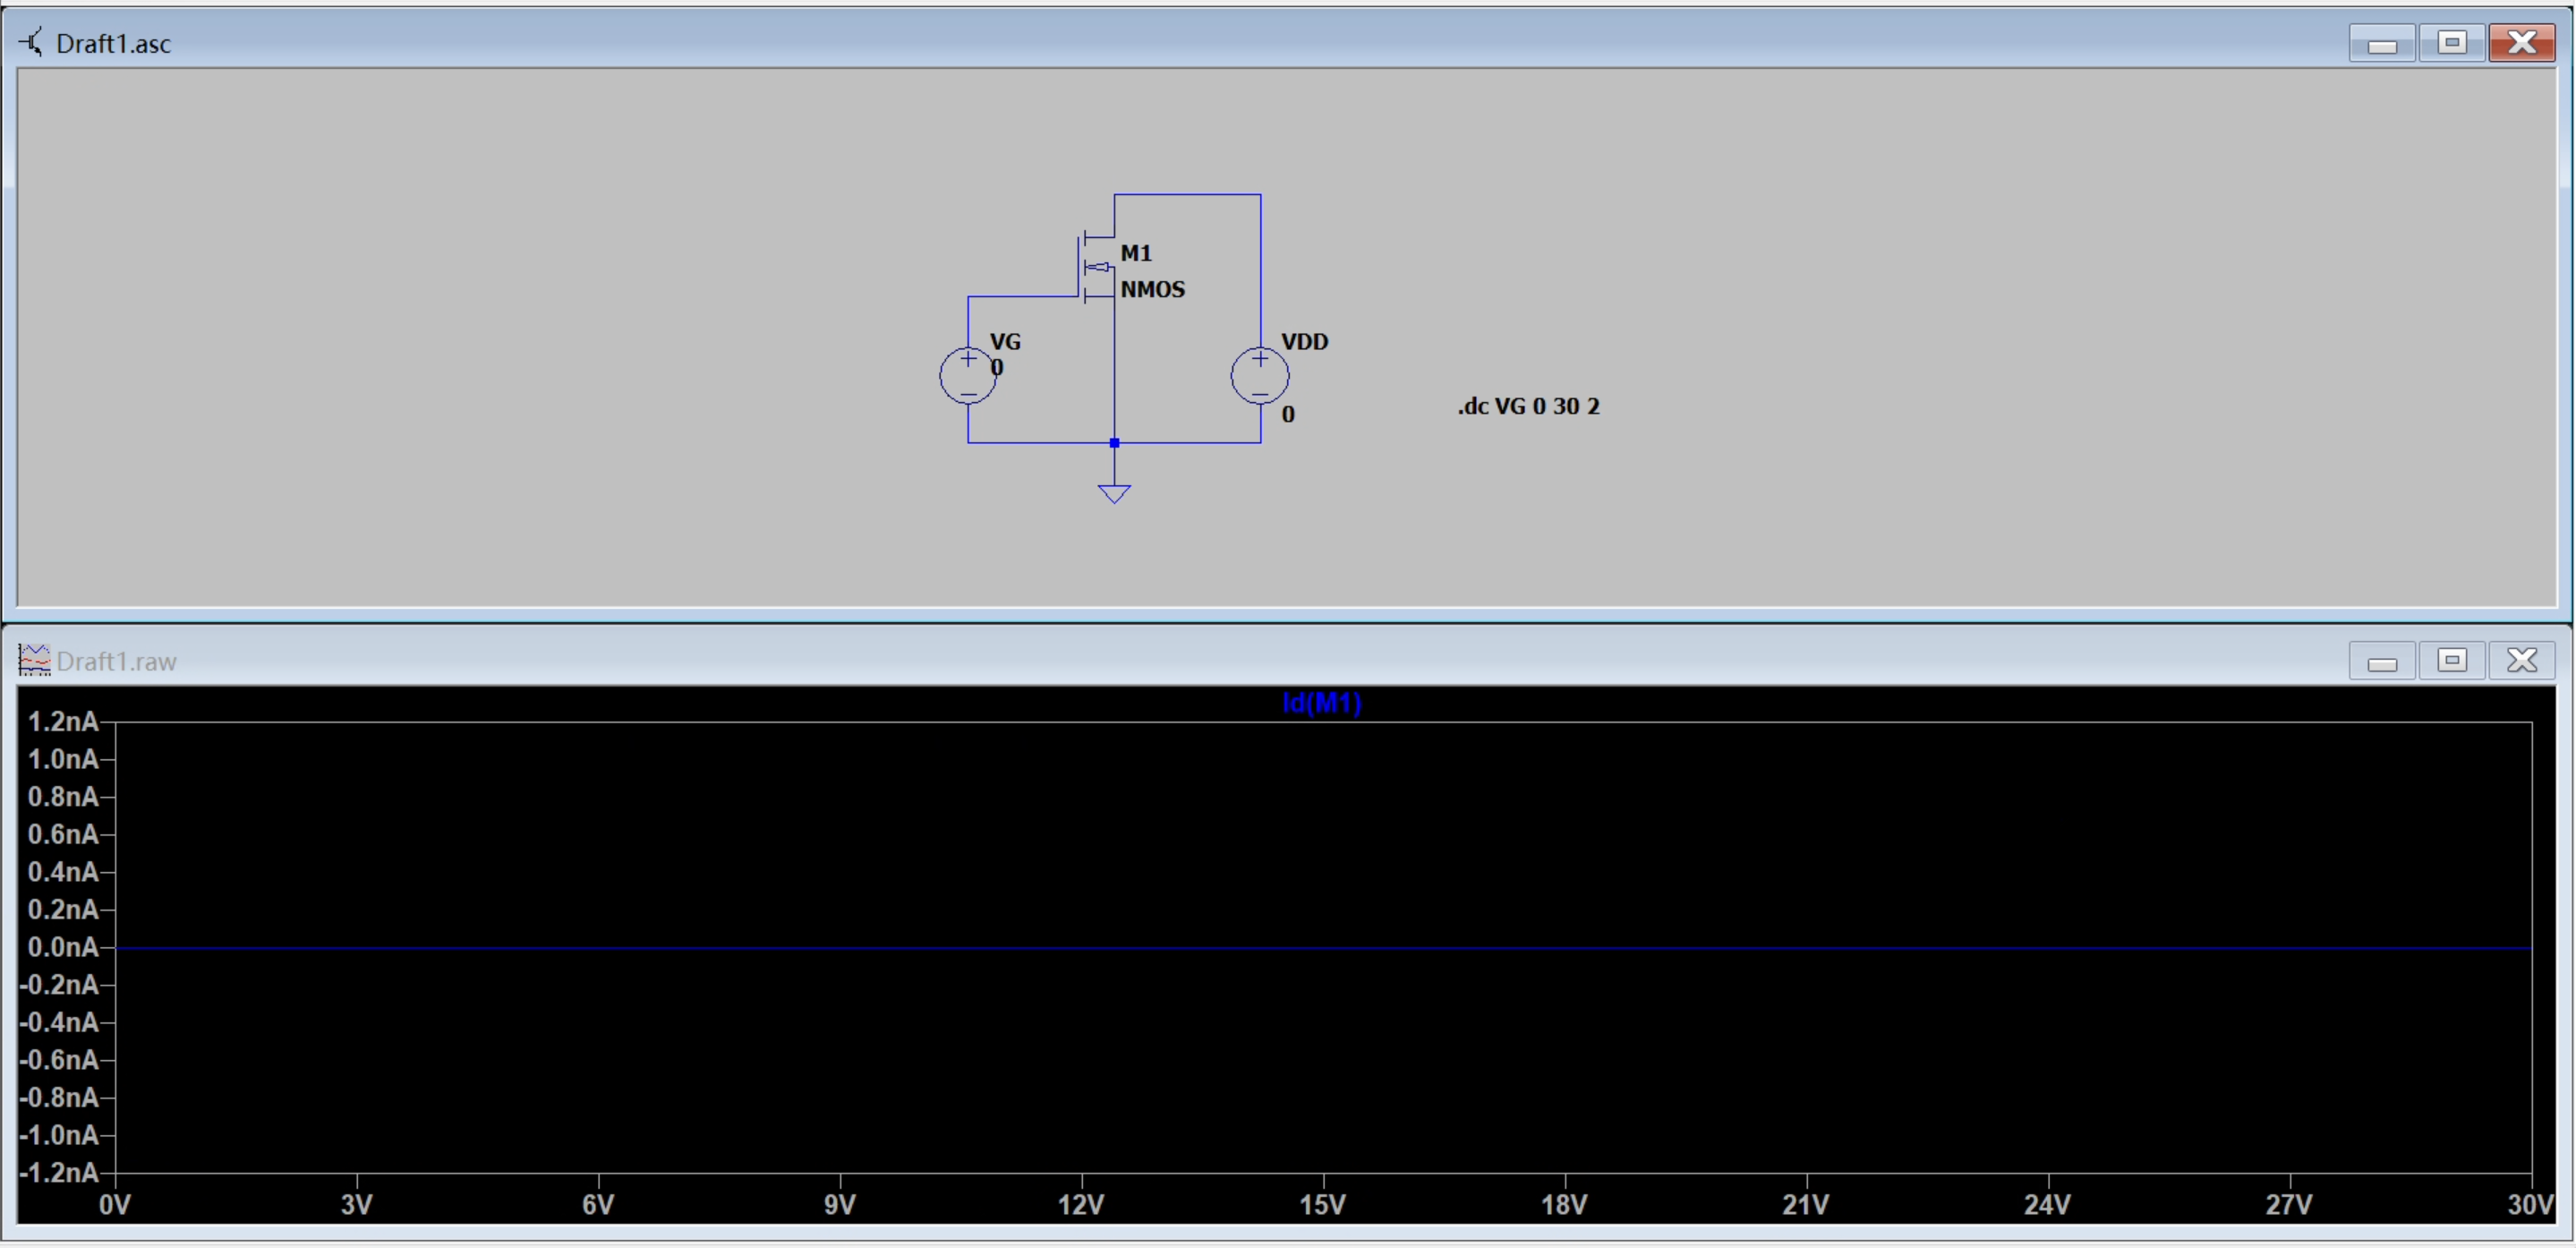 Draft1.asc
M1
NMOS
VG
0
VDD
0
.dc VG 0 30 2
Draft1.raw
Id(M1)
1.2nA
1.0nA
0.8nA
0.6nA
0.4nA
0.2nA
0.0nA
-0.2nA
-0.4nA
-0.6nA
-0.8nA
-1.0nA
-1.2nA
0V 3V 6V 9V 12V 15V 18V 21V 24V 27V 30V